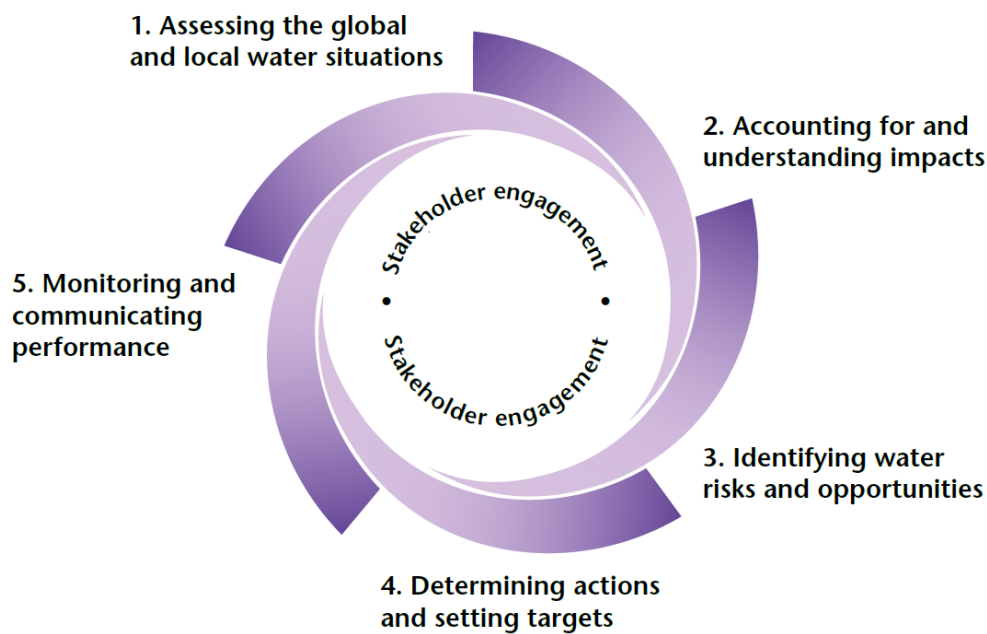 1. Assessing the global
and local water situations
2. Accounting for and
understanding impacts
3. Identifying water
risks and opportunities
4. Determining actions
and setting targets
5. Monitoring and
communicating
performance
Stakeholder engagement
• •
Stakeholder engagement